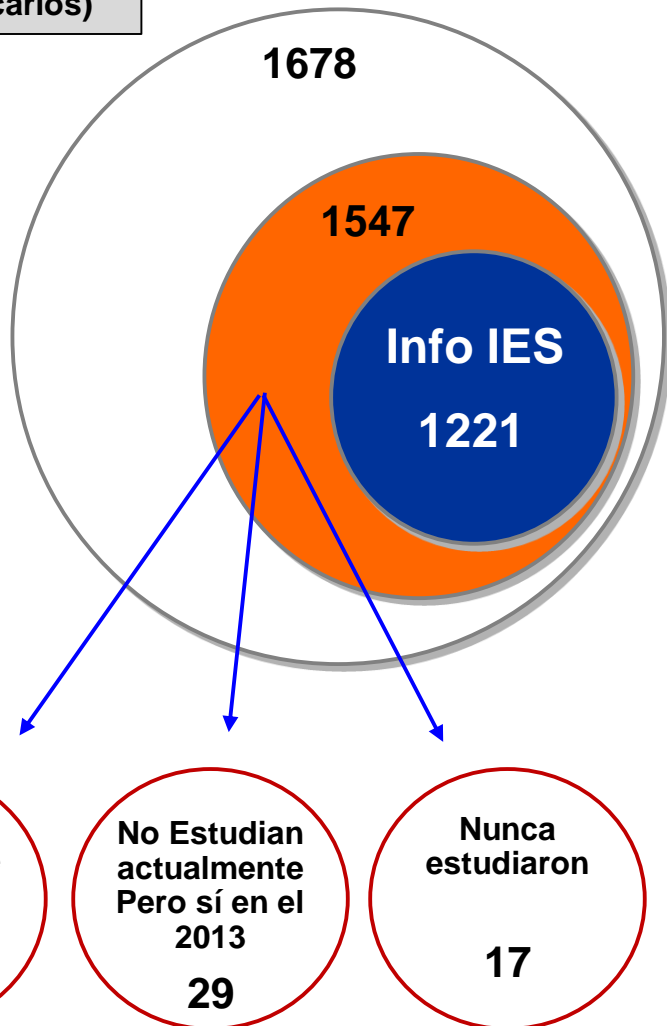 carios)
1678
1547
Info IES
1221
No Estudian
actualmente
Pero sí en el
2013
29
Nunca
estudiaron
17